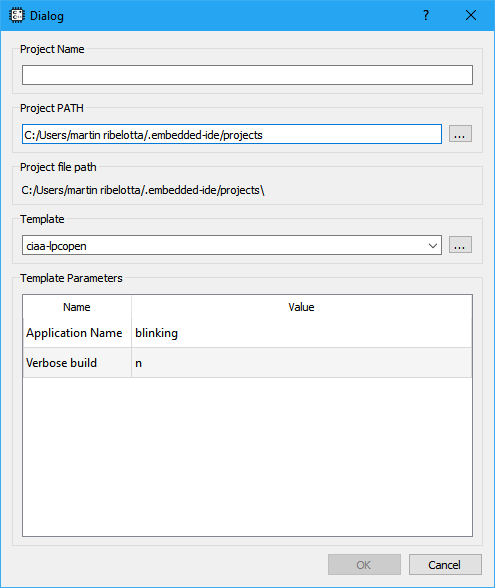 Dialog ?
Project Name
Project PATH
C:/Users/martin ribelotta/.embedded-ide/projects
...
Project file path
C:/Users/martin ribelotta/.embedded-ide/projects\
Template
ciaa-lpcopen
...
Template Parameters
Name Value
Application Name blinking
Verbose build n
OK Cancel